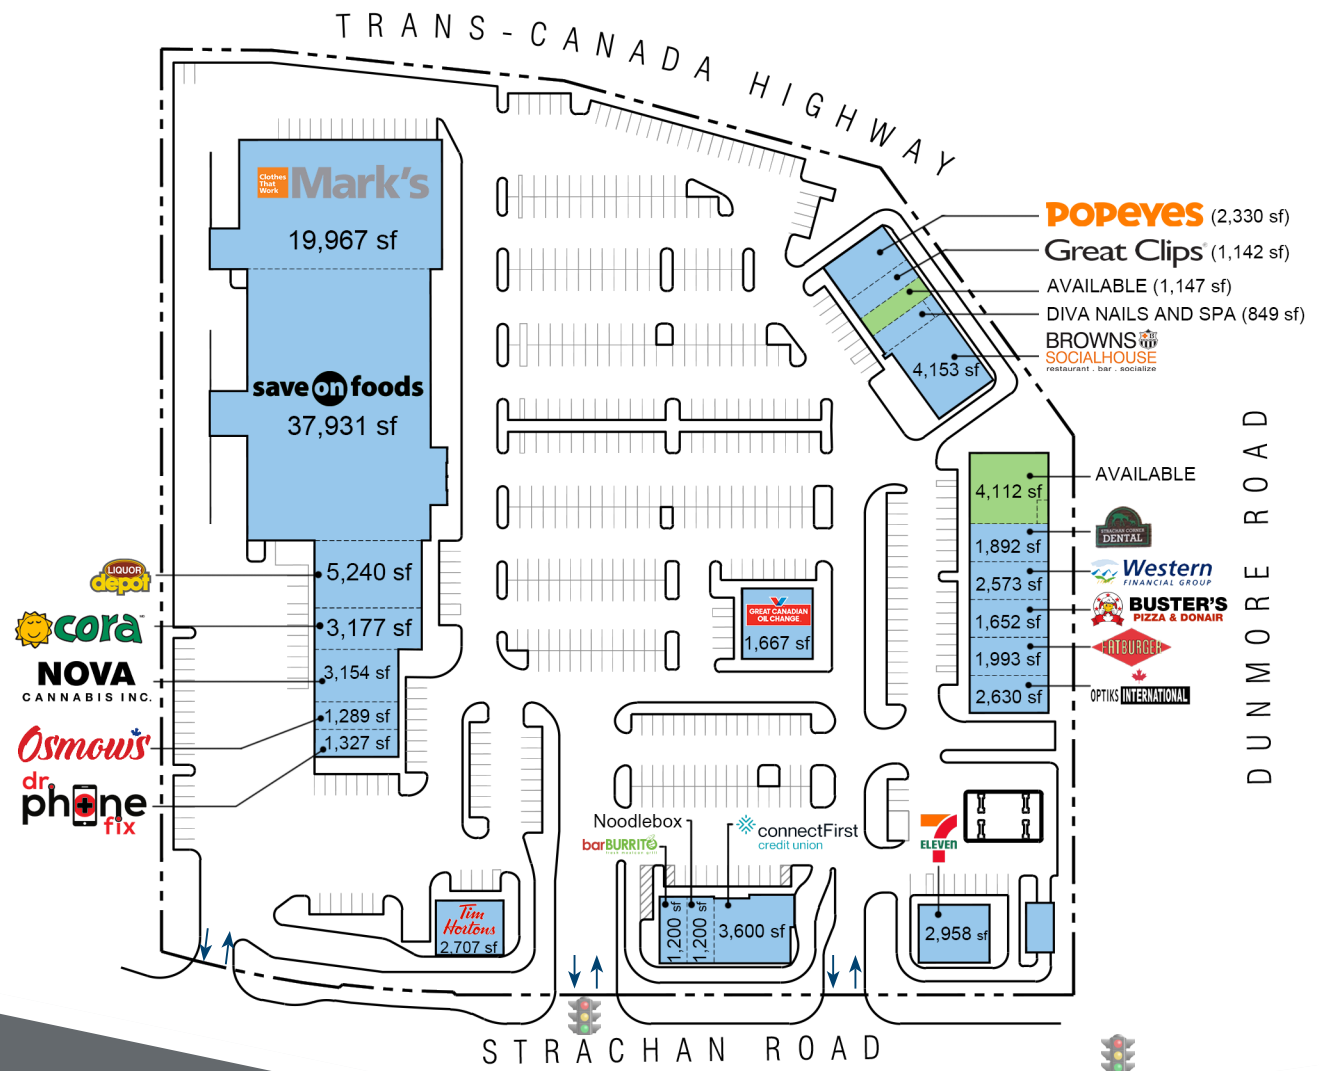 TRANS-CANADA HIGHWAY
Clothes
That
Work
Mark's
19,967 sf
save on foods
37,931 sf
POPEYES (2,330 sf)
Great Clips (1,142 sf)
AVAILABLE (1,147 sf)
DIVA NAILS AND SPA (849 sf)
BROWNS
SOCIALHOUSE
restaurant . bar . socialize
4,153 sf
DUNMORE ROAD
AVAILABLE
4,112 sf
STRACHAN CORNER
DENTAL
1,892 sf
Western
FINANCIAL GROUP
2,573 sf
BUSTER'S
PIZZA & DONAIR
1,652 sf
FATBURGER
1,993 sf
OPTIKS INTERNATIONAL
2,630 sf
LIQUOR
depot
5,240 sf
cora
3,177 sf
NOVA
CANNABIS INC.
3,154 sf
Osmow's
1,289 sf
dr.
phone
fix
1,327 sf
GREAT CANADIAN
OIL CHANGE
1,667 sf
Noodlebox
barBURRITO
fresh mexican grill
connectFirst
credit union
1,200 sf
1,200 sf
3,600 sf
7
ELEVEN
2,958 sf
Tim
Hortons
2,707 sf
STRACHAN ROAD